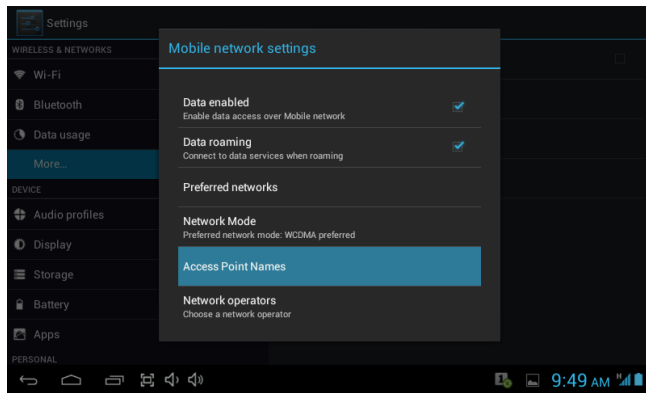 Settings
WIRELESS & NETWORKS
Wi-Fi
Bluetooth
Data usage
More...
DEVICE
Audio profiles
Display
Storage
Battery
Apps
PERSONAL
Mobile network settings
Data enabled
Enable data access over Mobile network
Data roaming
Connect to data services when roaming
Preferred networks
Network Mode
Preferred network mode: WCDMA preferred
Access Point Names
Network operators
Choose a network operator
9:49 AM
H